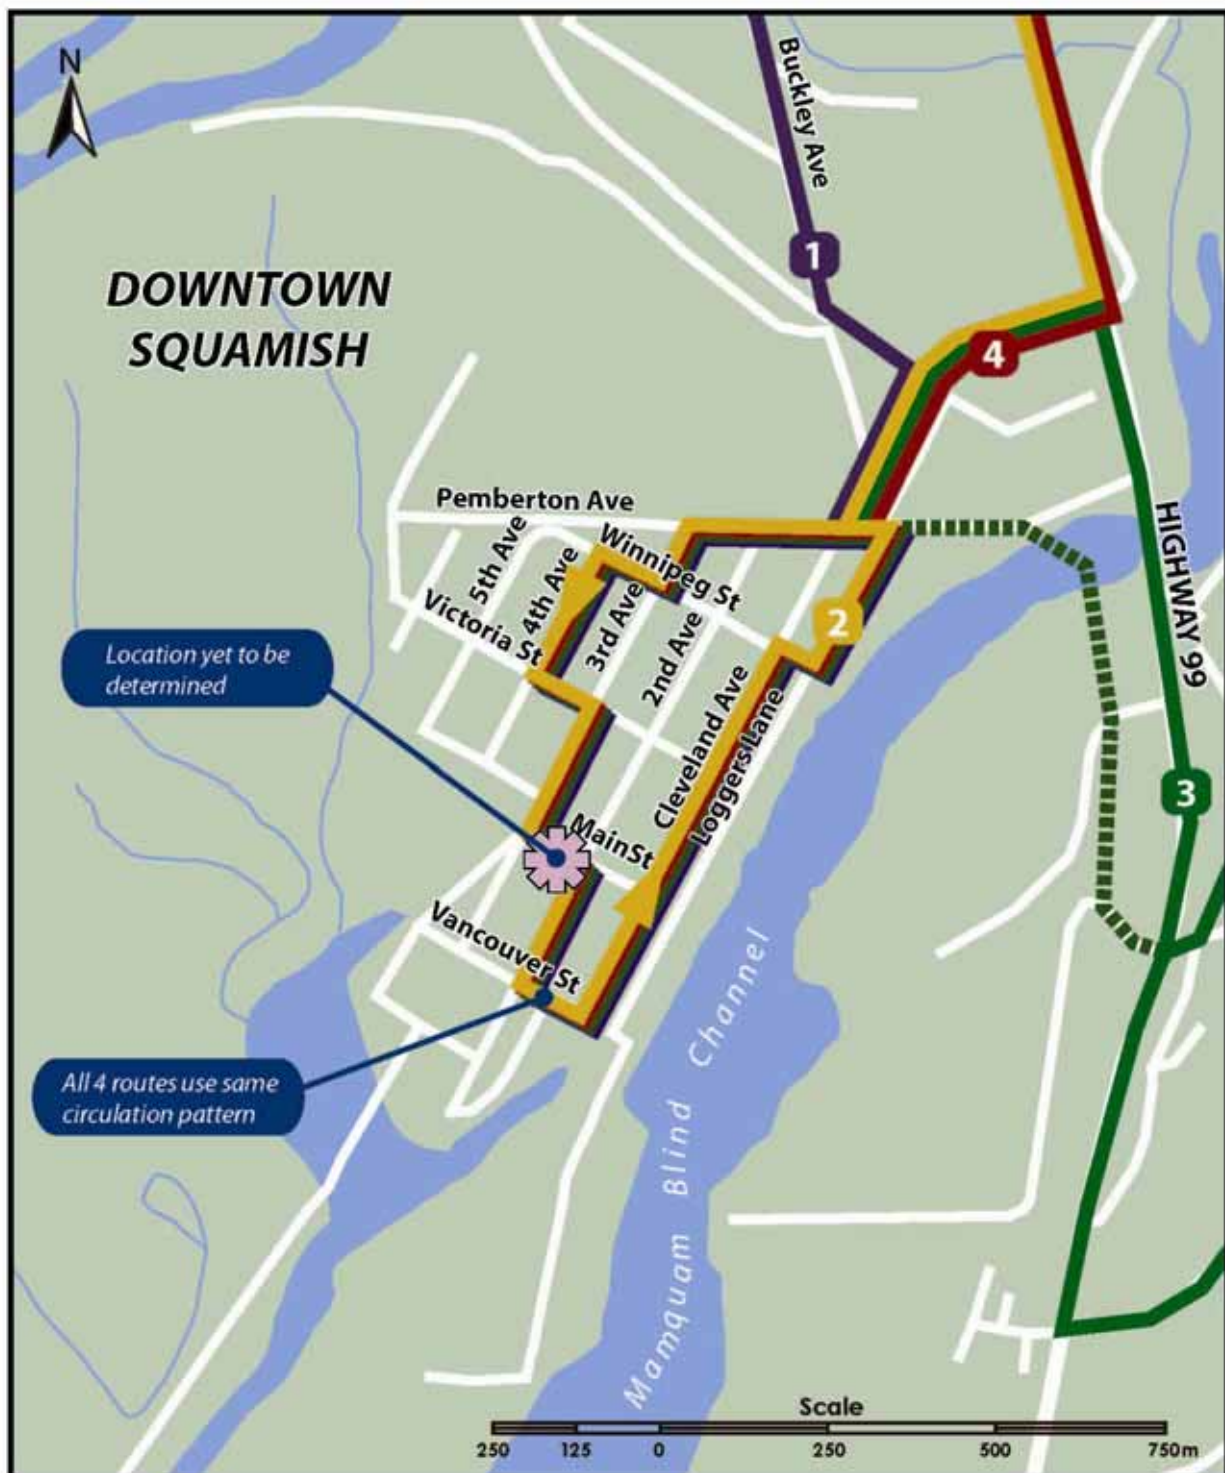 N
Buckley Ave
1
DOWNTOWN
SQUAMISH
4
Pemberton Ave
HIGHWAY 99
5th Ave
4th Ave
Winnipeg St
Victoria St
3rd Ave
2nd Ave
2
Location yet to be
determined
Cleveland Ave
Loggers Lane
3
MainSt
Vancouver St
Mamquam Blind Channel
All 4 routes use same
circulation pattern
Scale
250 125 0 250 500 750m